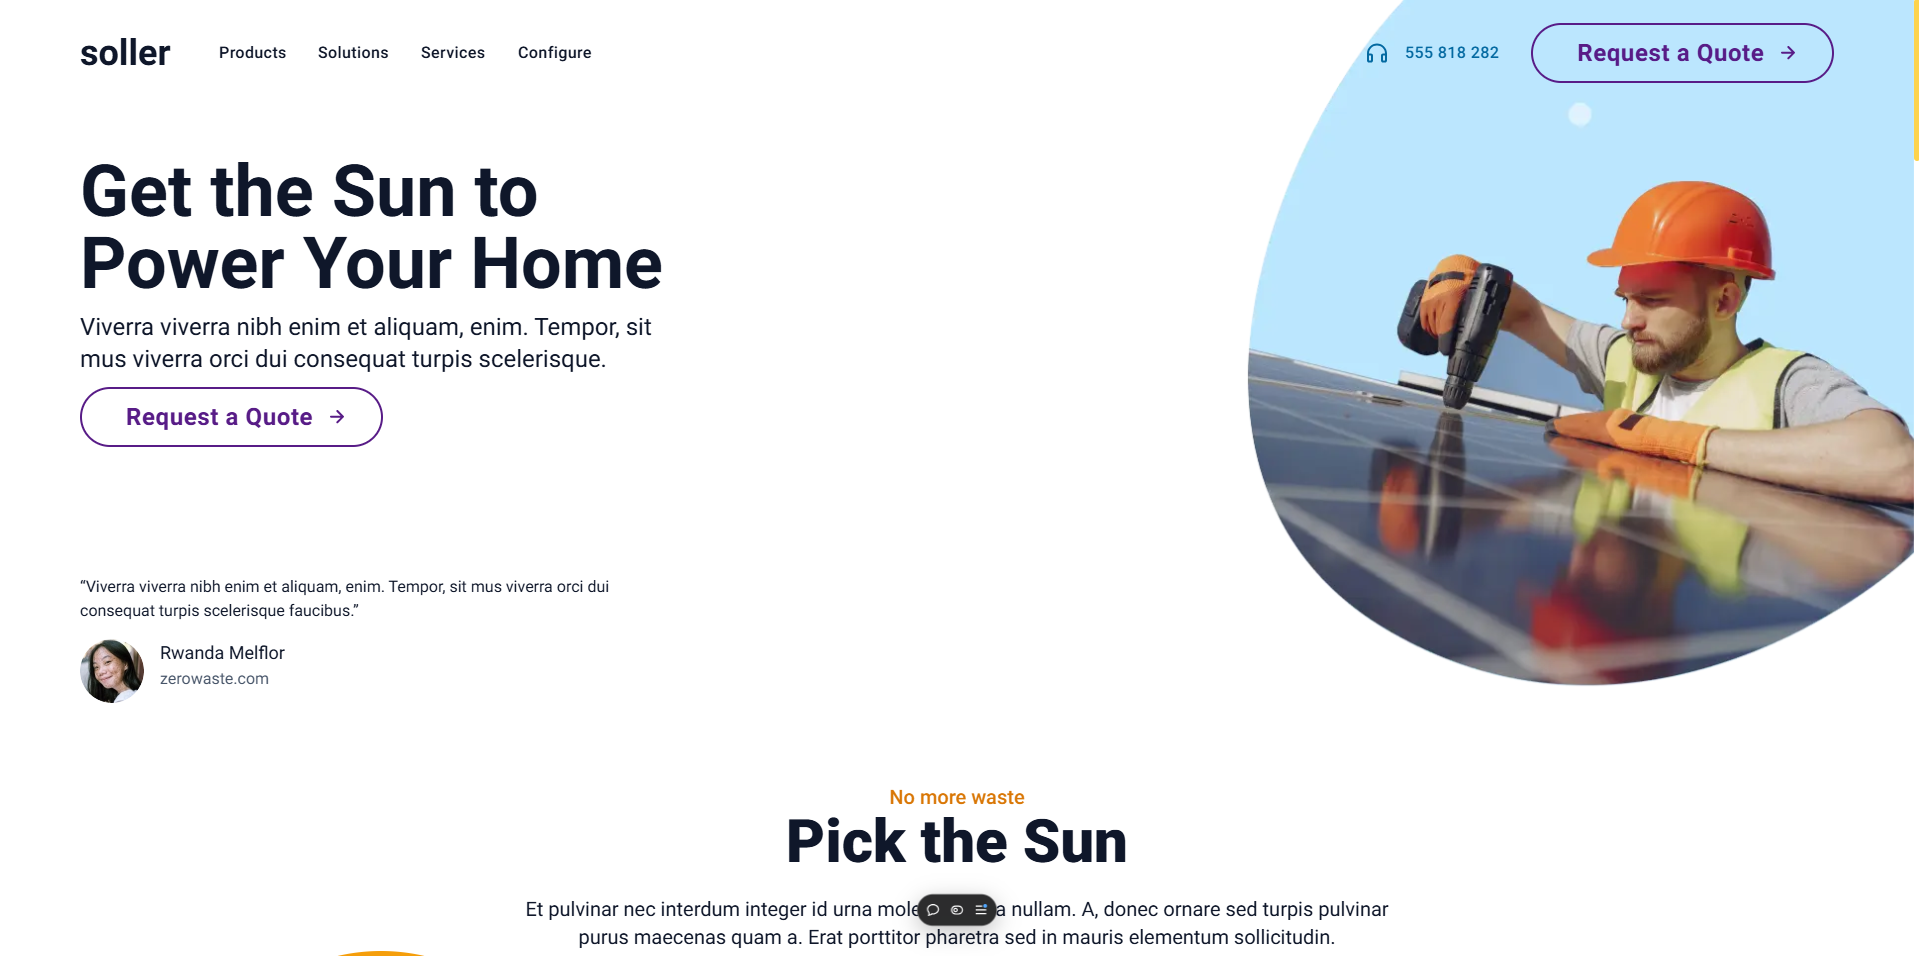 soller
Products
Solutions
Services
Configure
555 818 282
Request a Quote
Get the Sun to
Power Your Home
Viverra viverra nibh enim et aliquam, enim. Tempor, sit
mus viverra orci dui consequat turpis scelerisque.
Request a Quote
“Viverra viverra nibh enim et aliquam, enim. Tempor, sit mus viverra orci dui
consequat turpis scelerisque faucibus.”
Rwanda Melflor
zerowaste.com
No more waste
Pick the Sun
Et pulvinar nec interdum integer id urna mole a nullam. A, donec ornare sed turpis pulvinar
purus maecenas quam a. Erat porttitor pharetra sed in mauris elementum sollicitudin.